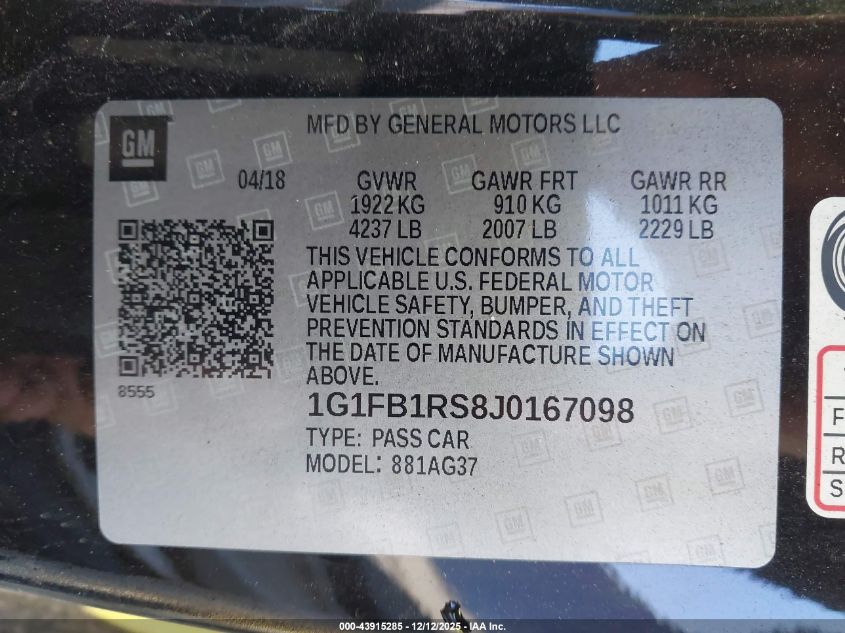 GM
MFD BY GENERAL MOTORS LLC
04/18 GVWR GAWR FRT GAWR RR
1922 KG 910 KG 1011 KG
4237 LB 2007 LB 2229 LB
THIS VEHICLE CONFORMS TO ALL
APPLICABLE U.S. FEDERAL MOTOR
VEHICLE SAFETY, BUMPER, AND THEFT
PREVENTION STANDARDS IN EFFECT ON
THE DATE OF MANUFACTURE SHOWN
ABOVE.
8555
1G1FB1RS8J0167098
TYPE: PASS CAR
MODEL: 881AG37
F
R
S
000-43915285 - 12/12/2025 - IAA, Inc.